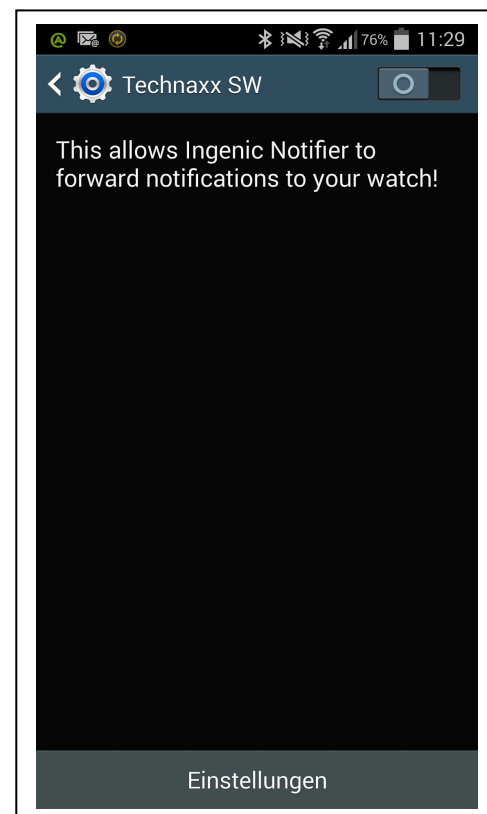 76% 11:29
Technaxx SW
This allows Ingenic Notifier to
forward notifications to your watch!
Einstellungen